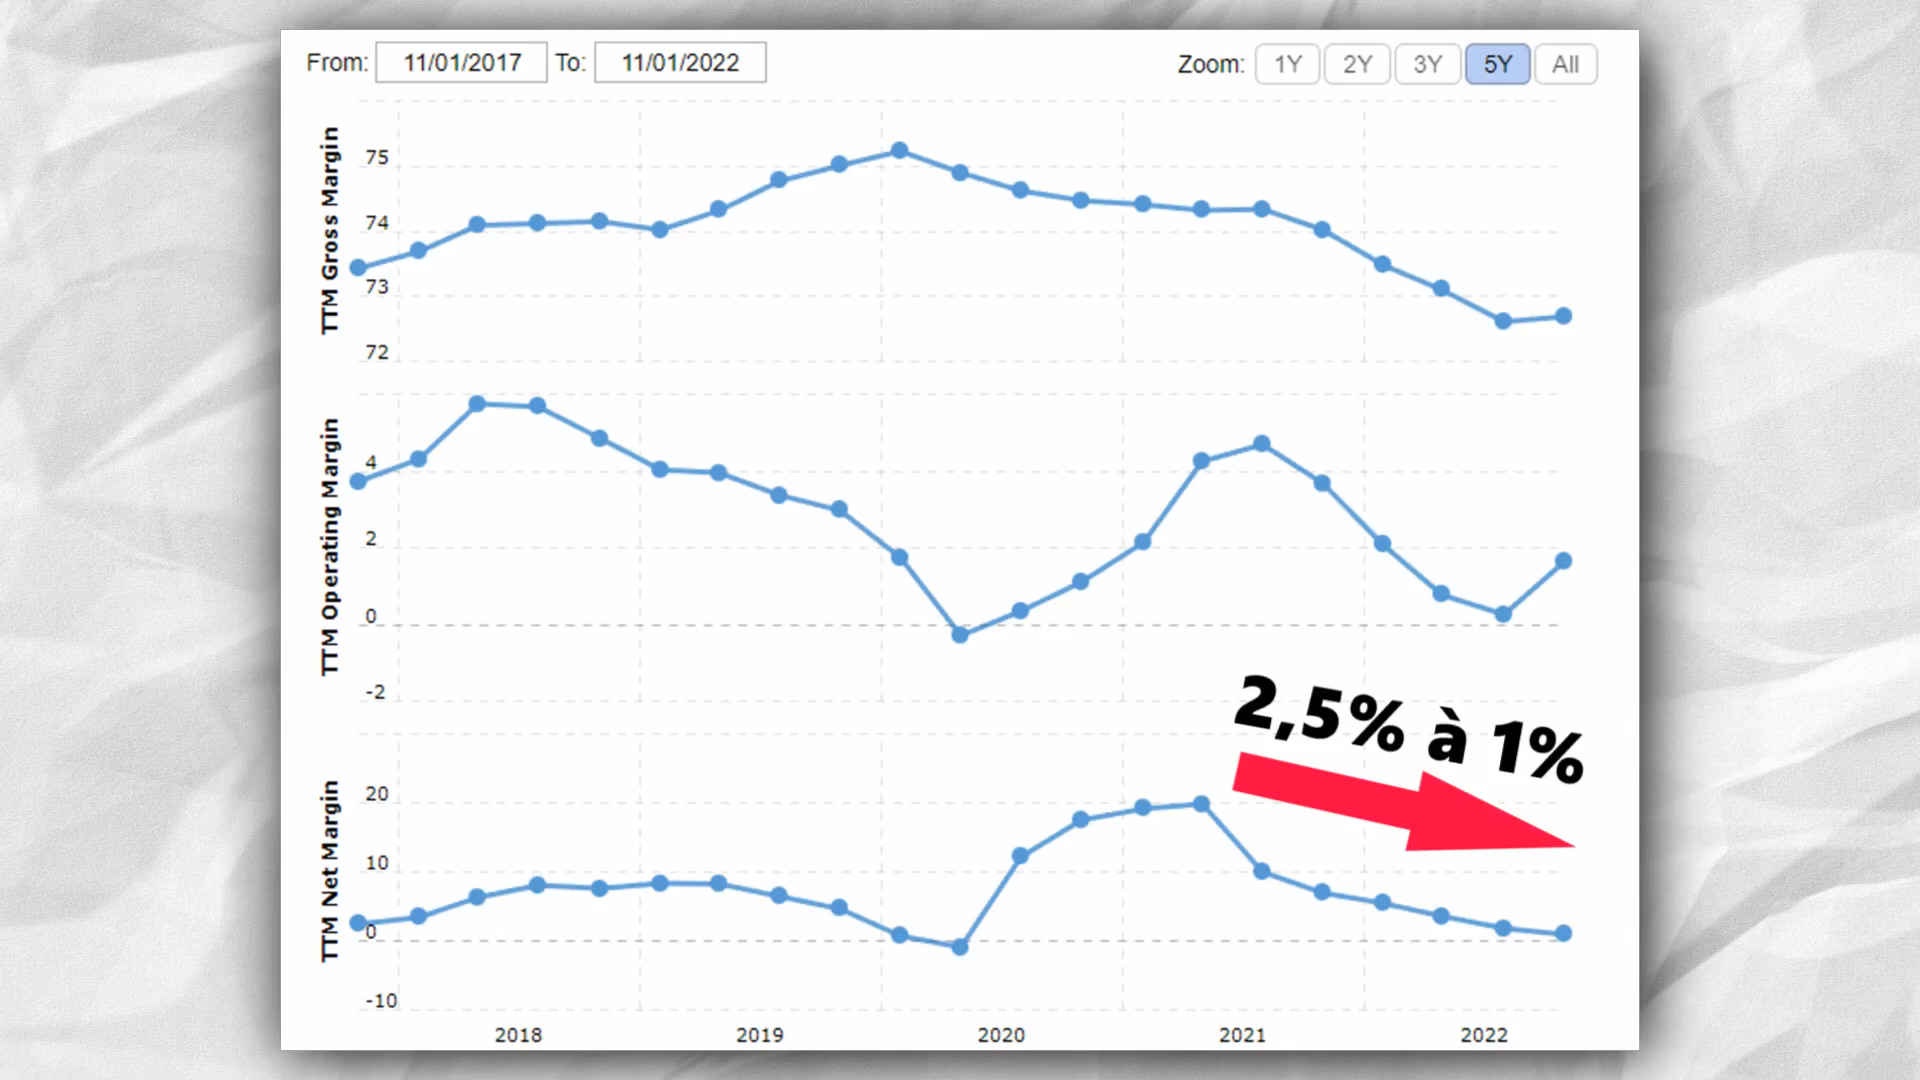 From: 11/01/2017 To: 11/01/2022
Zoom: 1Y 2Y 3Y 5Y All
TTM Gross Margin
75
74
73
72
TTM Operating Margin
4
2
0
-2
2,5% à 1%
TTM Net Margin
20
10
0
-10
2018 2019 2020 2021 2022